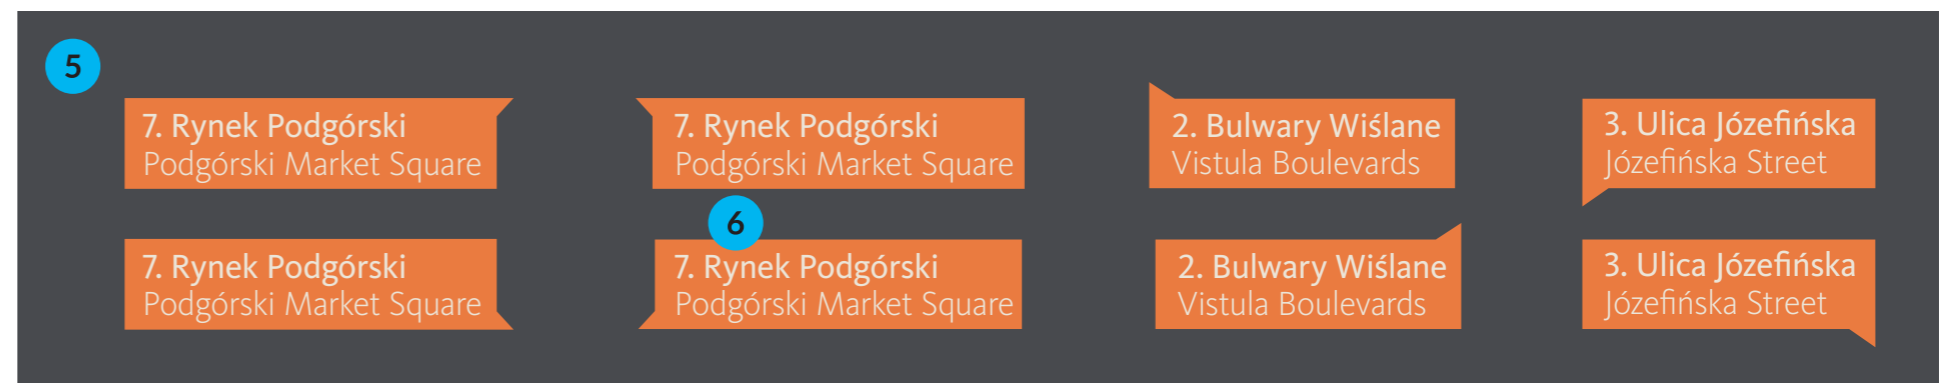 5
7. Rynek Podgórski
Podgórski Market Square
7. Rynek Podgórski
Podgórski Market Square
2. Bulwary Wiślane
Vistula Boulevards
3. Ulica Józefińska
Józefińska Street
6
7. Rynek Podgórski
Podgórski Market Square
7. Rynek Podgórski
Podgórski Market Square
2. Bulwary Wiślane
Vistula Boulevards
3. Ulica Józefińska
Józefińska Street